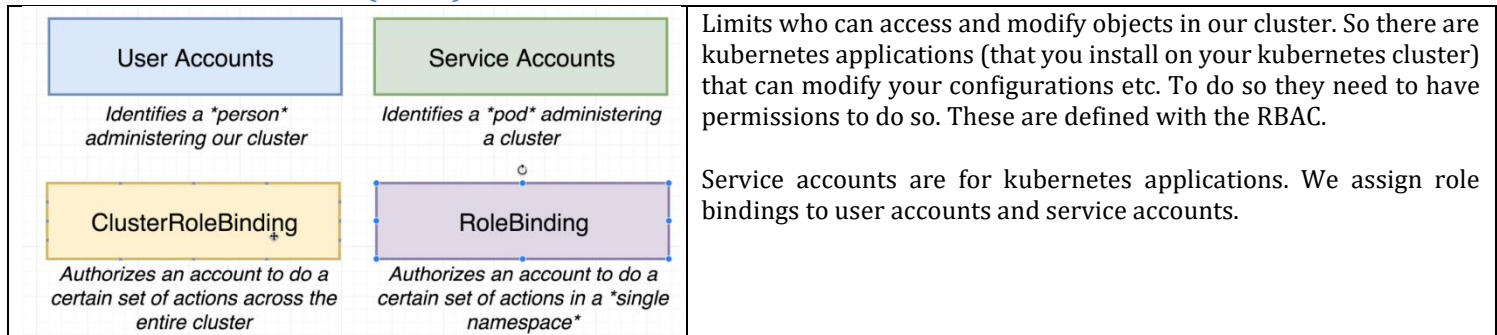 User Accounts
Identifies a *person*
administering our cluster
Service Accounts
Identifies a *pod* administering
a cluster
ClusterRoleBinding
Authorizes an account to do a
certain set of actions across the
entire cluster
RoleBinding
Authorizes an account to do a
certain set of actions in a *single
namespace*
Limits who can access and modify objects in our cluster. So there are
kubernetes applications (that you install on your kubernetes cluster)
that can modify your configurations etc. To do so they need to have
permissions to do so. These are defined with the RBAC.
Service accounts are for kubernetes applications. We assign role
bindings to user accounts and service accounts.